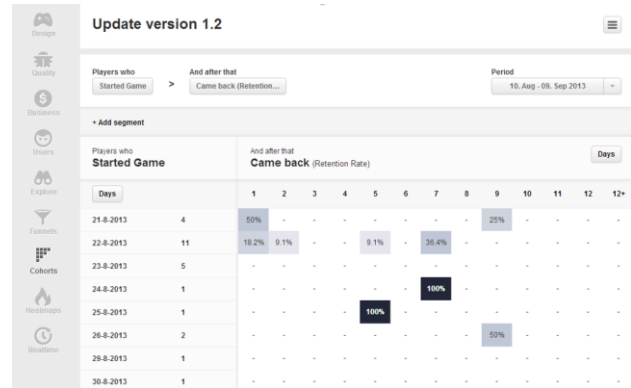 Design
Quality
Business
Users
Explore
Funnels
Cohorts
Heatmaps
Realtime
Update version 1.2
Players who
And after that
Period
Started Game > Came back (Retention... 10. Aug - 09. Sep 2013
+ Add segment
Players who
Started Game
And after that
Came back (Retention Rate)
Days
Days 1 2 3 4 5 6 7 8 9 10 11 12 12+
21-8-2013 4 50% - - - - - - - 25% - - - -
22-8-2013 11 18.2% 9.1% - - 9.1% - 36.4% - - - - - -
23-8-2013 5 - - - - - - - - - - - - -
24-8-2013 1 - - - - - - 100% - - - - - -
25-8-2013 1 - - - - 100% - - - - - - - -
26-8-2013 2 - - - - - - - - 50% - - - -
29-8-2013 1 - - - - - - - - - - - - -
30-8-2013 1 - - - - - - - - - - - - -